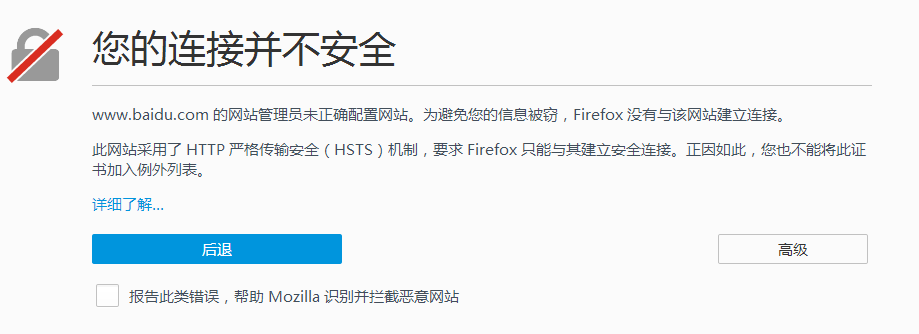 您的连接并不安全
www.baidu.com 的网站管理员未正确配置网站。为避免您的信息被窃，Firefox 没有与该网站建立连接。
此网站采用了 HTTP 严格传输安全（HSTS）机制，要求 Firefox 只能与其建立安全连接。正因如此，您也不能将此证
书加入例外列表。
详细了解...
后退
高级
报告此类错误，帮助 Mozilla 识别并拦截恶意网站